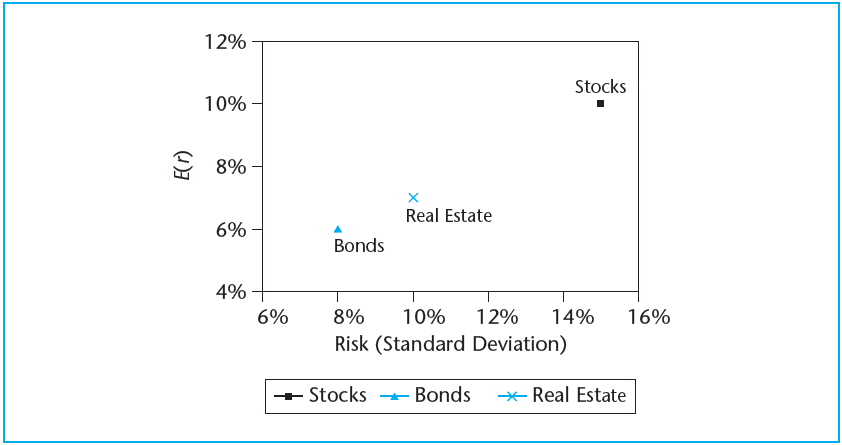 12%
Stocks
10%
E(r)
8%
Real Estate
6%
Bonds
4%
6% 8% 10% 12% 14% 16%
Risk (Standard Deviation)
Stocks Bonds Real Estate